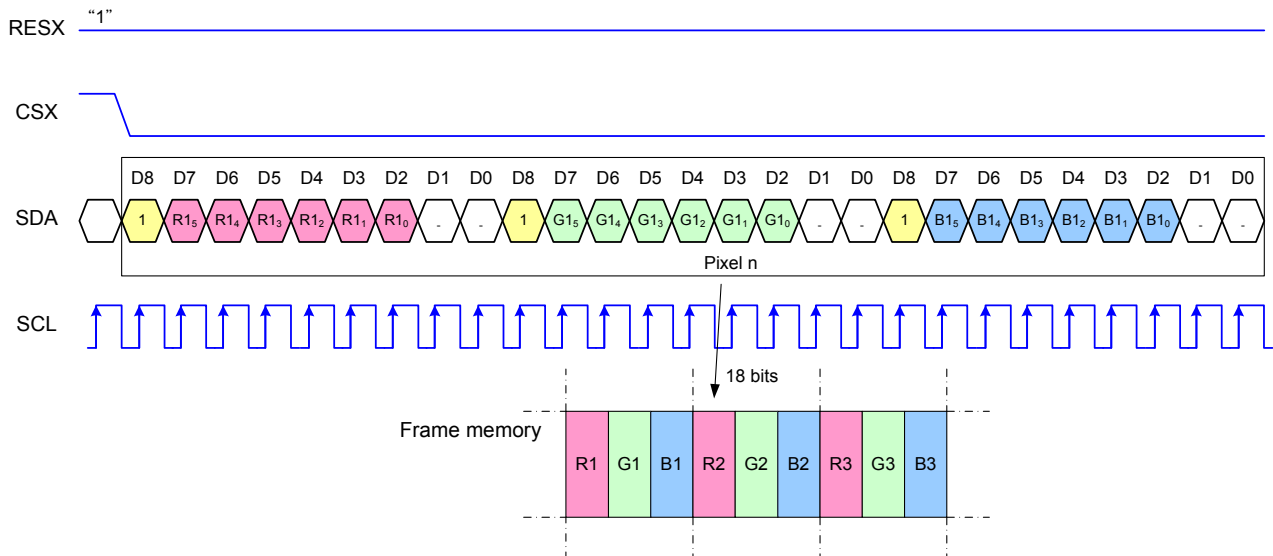 “1”
RESX
CSX
D8 D7 D6 D5 D4 D3 D2 D1 D0 D8 D7 D6 D5 D4 D3 D2 D1 D0 D8 D7 D6 D5 D4 D3 D2 D1 D0
SDA 1 R1₅ R1₄ R1₃ R1₂ R1₁ R1₀ - - 1 G1₅ G1₄ G1₃ G1₂ G1₁ G1₀ - - 1 B1₅ B1₄ B1₃ B1₂ B1₁ B1₀ - -
Pixel n
SCL
18 bits
Frame memory
R1 G1 B1 R2 G2 B2 R3 G3 B3